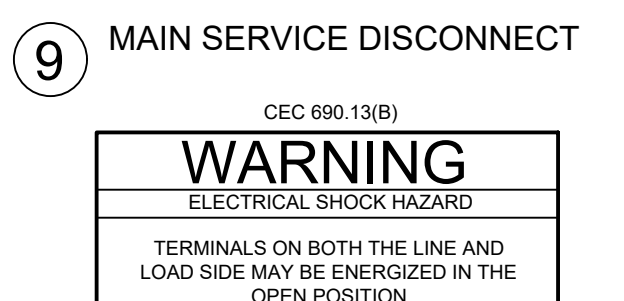 9
MAIN SERVICE DISCONNECT
CEC 690.13(B)
WARNING
ELECTRICAL SHOCK HAZARD
TERMINALS ON BOTH THE LINE AND
LOAD SIDE MAY BE ENERGIZED IN THE
OPEN POSITION